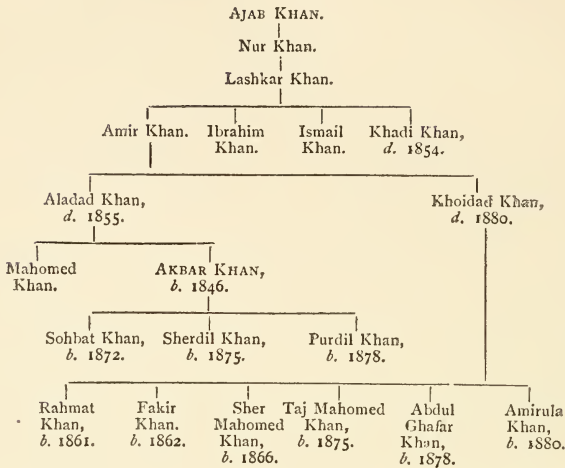 AJAB KHAN.
Nur Khan.
Lashkar Khan.
Amir Khan. Ibrahim Khan. Ismail Khan. Khadi Khan,
d. 1854.
Aladad Khan, Khoidad Khan,
d. 1855. d. 1880.
Mahomed Khan. AKBAR KHAN,
b. 1846.
Sohbat Khan, Sherdil Khan, Purdil Khan,
b. 1872. b. 1875. b. 1878.
Rahmat Fakir Sher Taj Mahomed Abdul Amirula
Khan, Khan. Mahomed Khan, Ghafar Khan,
b. 1861. b. 1862. Khan, b. 1875. Khan, b. 1880.
b. 1866. b. 1878.